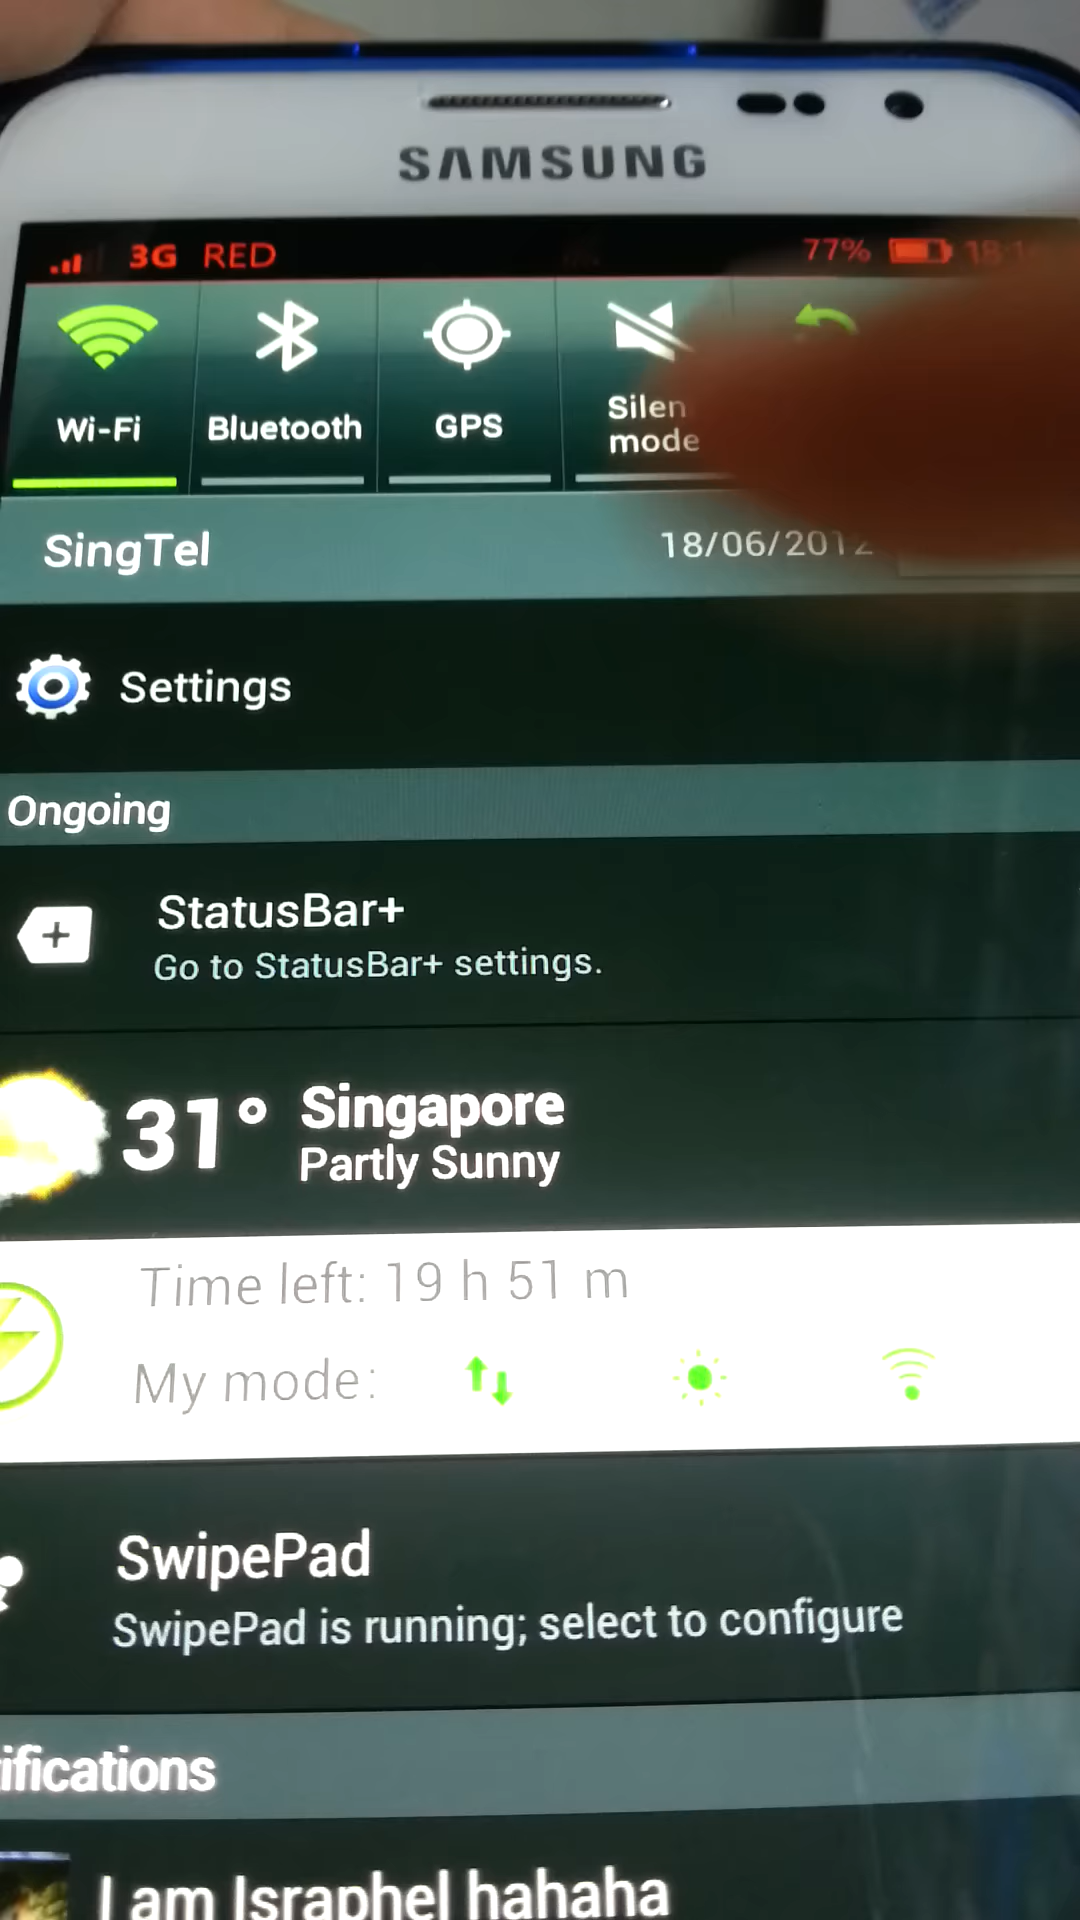 SAMSUNG
3G RED 77%
Wi-Fi Bluetooth GPS Silen mode
SingTel 18/06/2012
Settings
Ongoing
StatusBar+
Go to StatusBar+ settings.
31° Singapore
Partly Sunny
Time left: 19 h 51 m
My mode:
SwipePad
SwipePad is running; select to configure
ifications
I am Israphel hahaha